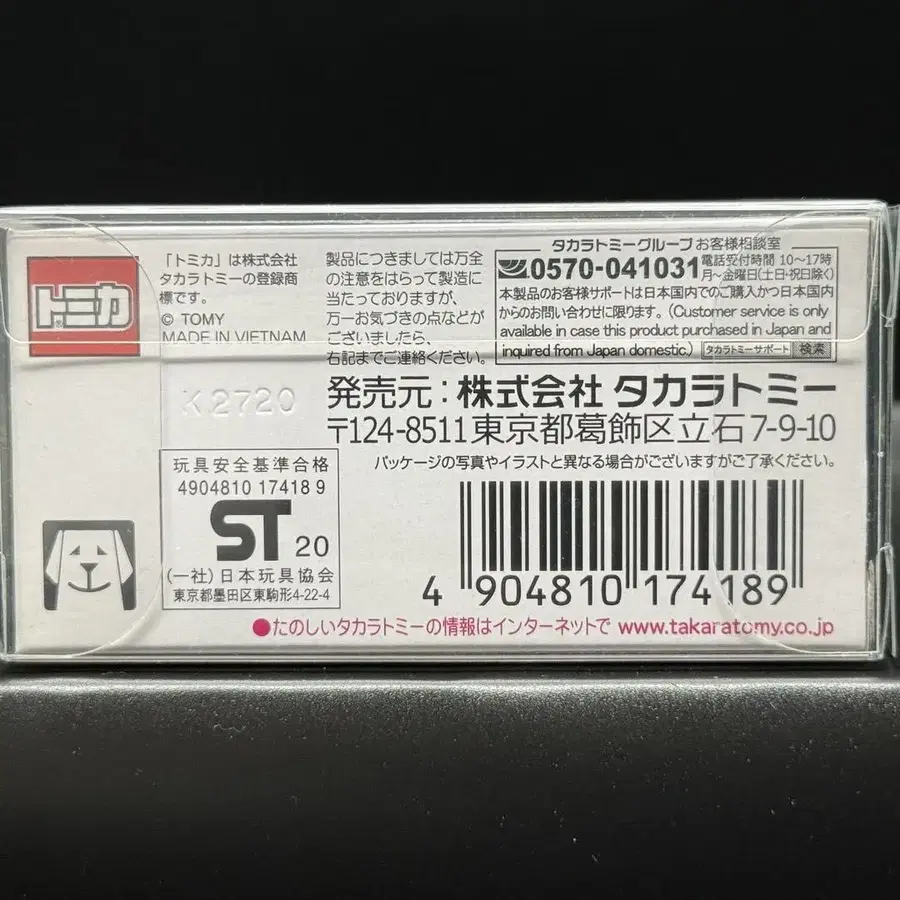 トミカ®
「トミカ」は株式会社
タカラトミーの登録商
標です。
© TOMY
MADE IN VIETNAM
製品につきましては万全
の注意をはらって製造に
当たっておりますが、
万一お気づきの点などが
ございましたら、
右記までご連絡ください。
タカラトミーグループ お客様相談室
0570-041031 電話受付時間 10〜17時
月〜金曜日(土日・祝日除く)
本製品のお客様サポートは日本国内でのご購入かつ日本国内
からのお問い合わせに限ります。(Customer service is only
available in case this product purchased in Japan and
inquired from Japan domestic.) タカラトミーサポート 検索
K2720
発売元:株式会社 タカラトミー
〒124-8511 東京都葛飾区立石7-9-10
パッケージの写真やイラストと異なる場合がございますがご了承ください。
玩具安全基準合格
4904810 17418 9
ST 20
(一社)日本玩具協会
東京都墨田区東駒形4-22-4
4 904810 174189
●たのしいタカラトミーの情報はインターネットで www.takaratomy.co.jp